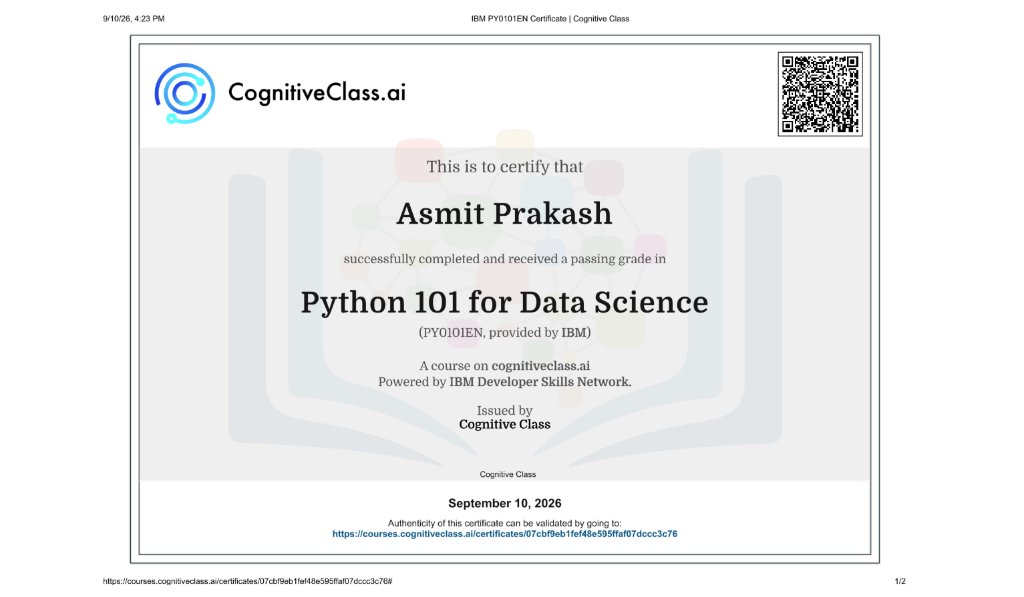 9/10/26, 4:23 PM
IBM PY0101EN Certificate | Cognitive Class
CognitiveClass.ai
This is to certify that
Asmit Prakash
successfully completed and received a passing grade in
Python 101 for Data Science
(PY0101EN, provided by IBM)
A course on cognitiveclass.ai
Powered by IBM Developer Skills Network.
Issued by
Cognitive Class
Cognitive Class
September 10, 2026
Authenticity of this certificate can be validated by going to:
https://courses.cognitiveclass.ai/certificates/07cbf9eb1fef48e595ffaf07dccc3c76
https://courses.cognitiveclass.ai/certificates/07cbf9eb1fef48e595ffaf07dccc3c76#
1/2